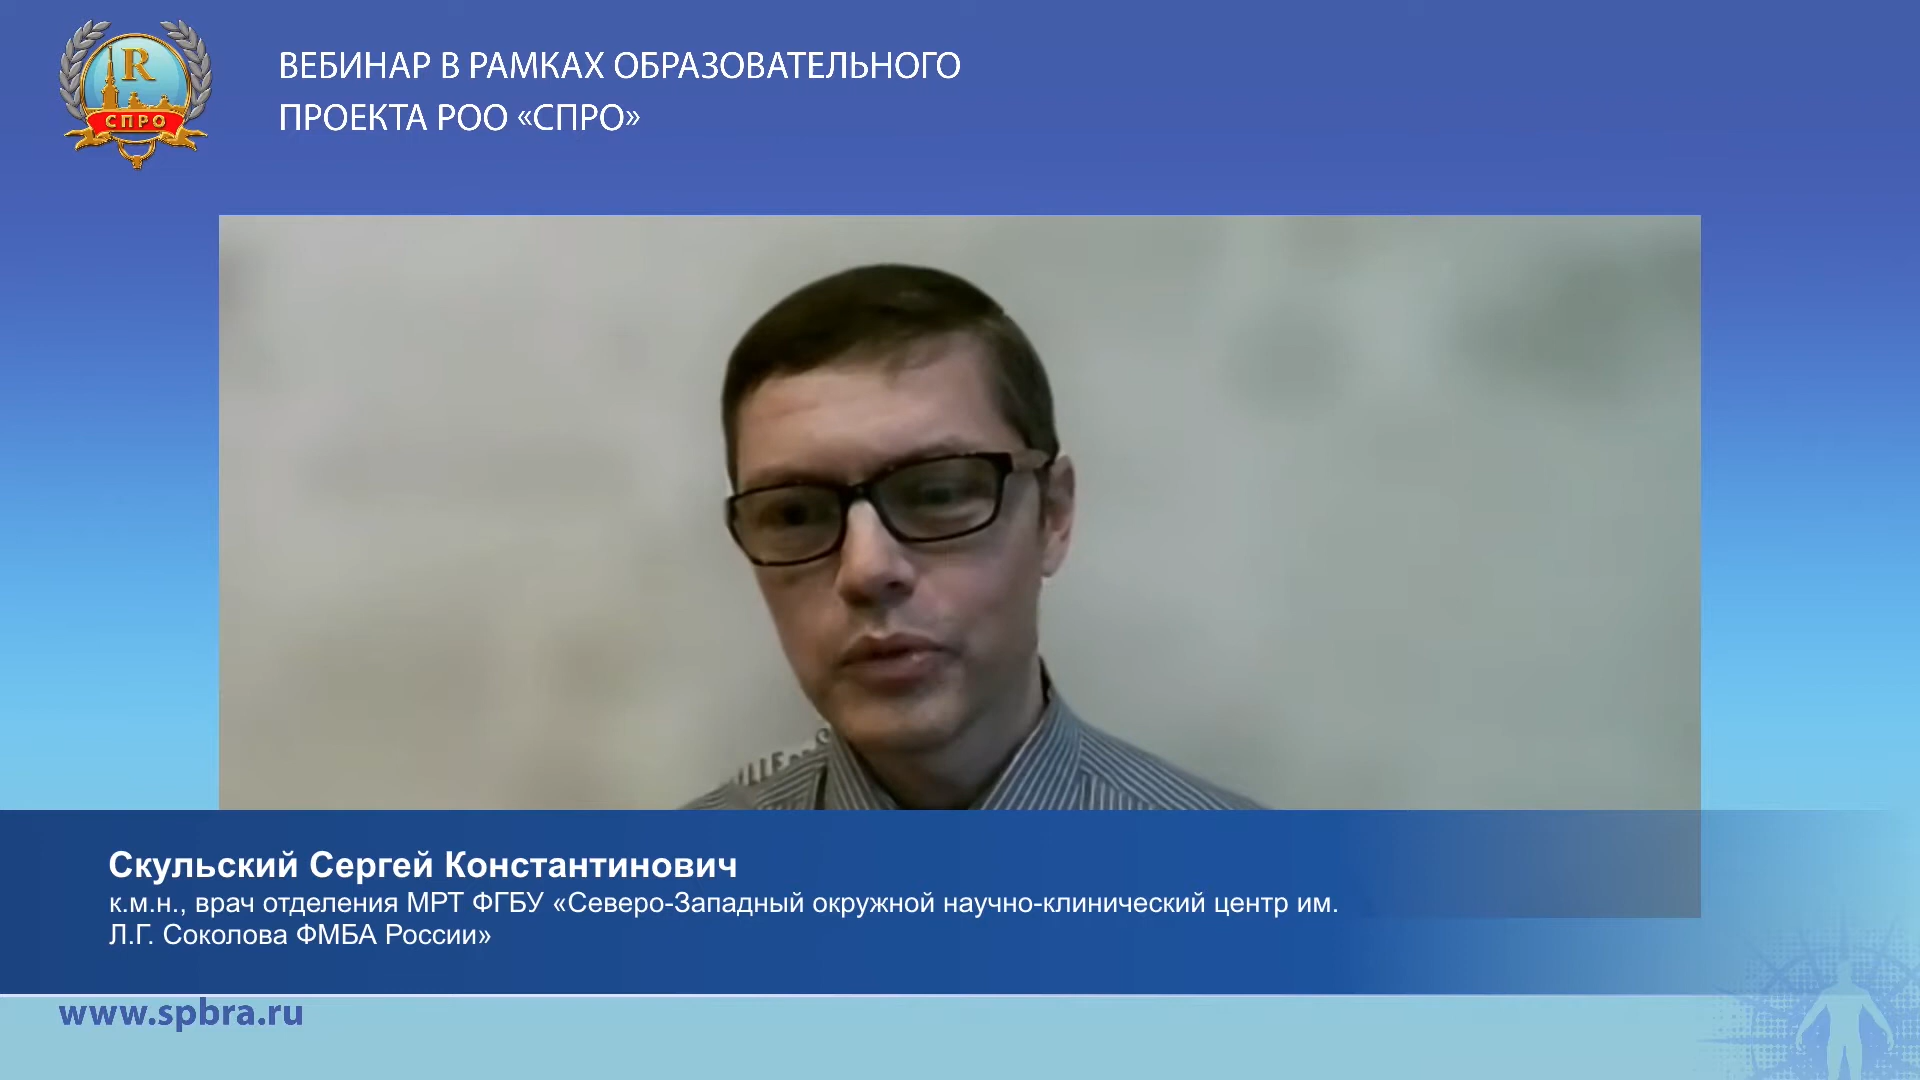 R
СПРО
ВЕБИНАР В РАМКАХ ОБРАЗОВАТЕЛЬНОГО
ПРОЕКТА РОО «СПРО»
Скульский Сергей Константинович
к.м.н., врач отделения МРТ ФГБУ «Северо-Западный окружной научно-клинический центр им.
Л.Г. Соколова ФМБА России»
www.spbra.ru